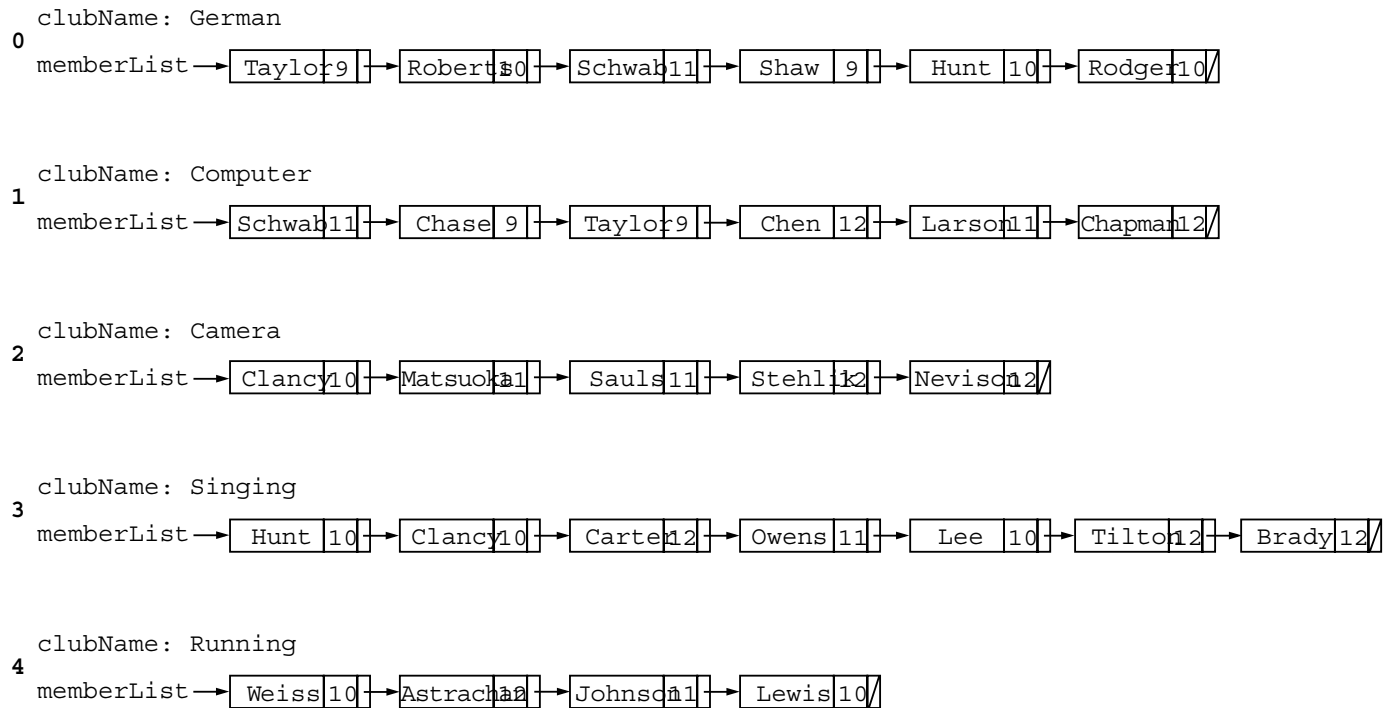 clubName: German
0
memberList Taylor 9 Roberts 10 Schwab 11 Shaw 9 Hunt 10 Rodger 10
clubName: Computer
1
memberList Schwab 11 Chase 9 Taylor 9 Chen 12 Larson 11 Chapman 12
clubName: Camera
2
memberList Clancy 10 Matsuoka 11 Sauls 11 Stehlik 12 Nevison 12
clubName: Singing
3
memberList Hunt 10 Clancy 10 Carter 12 Owens 11 Lee 10 Tilton 12 Brady 12
clubName: Running
4
memberList Weiss 10 Astrachan 12 Johnson 11 Lewis 10